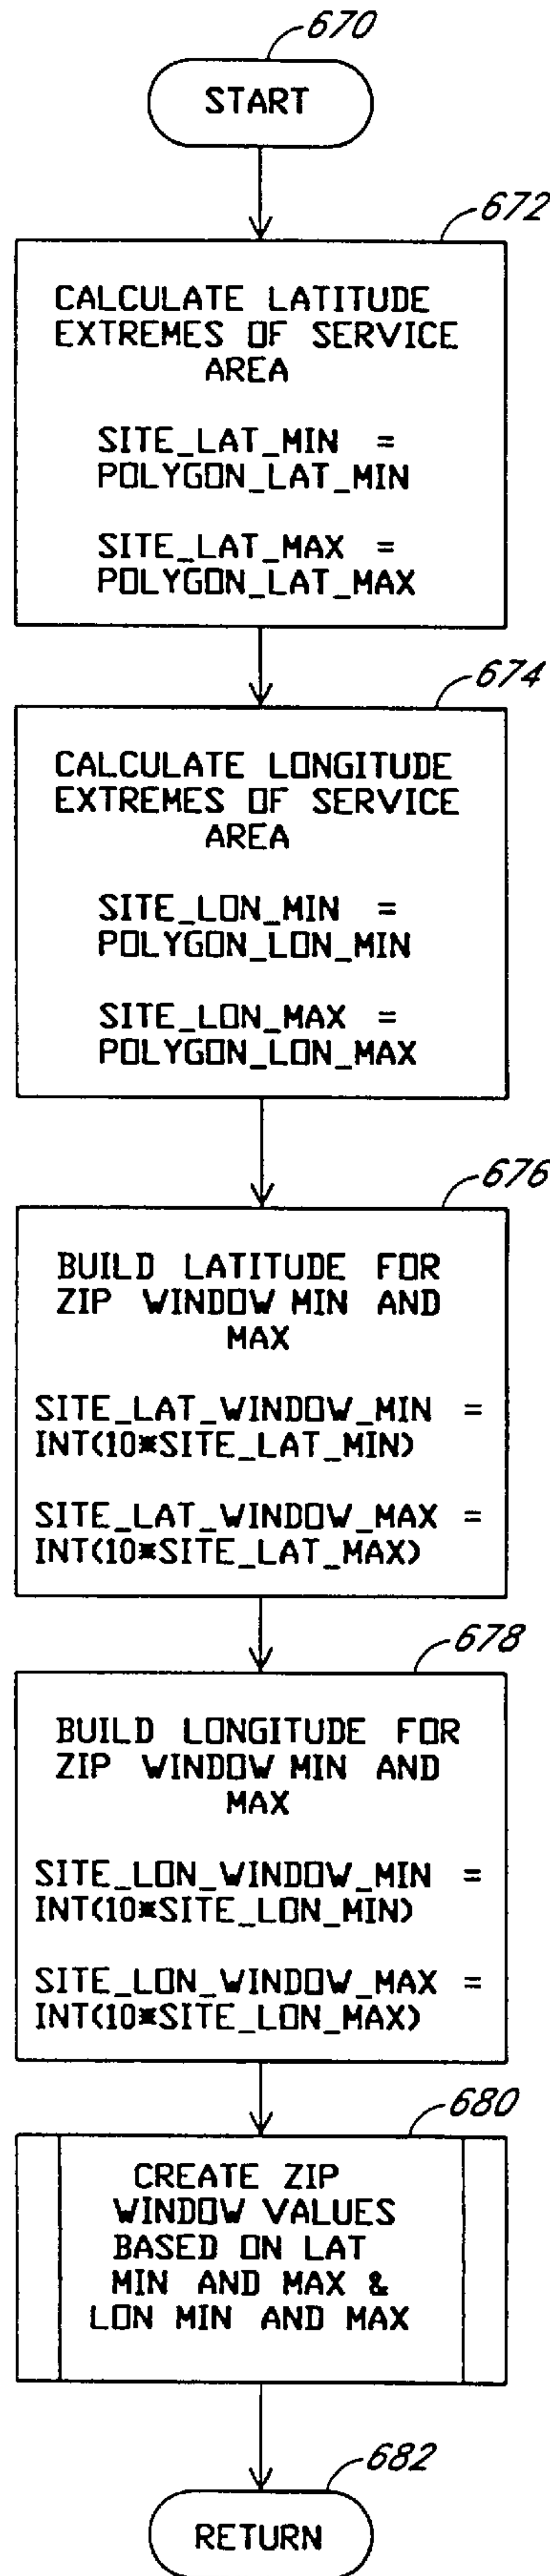 670
START
672
CALCULATE LATITUDE
EXTREMES OF SERVICE
AREA
SITE_LAT_MIN =
POLYGON_LAT_MIN
SITE_LAT_MAX =
POLYGON_LAT_MAX
674
CALCULATE LONGITUDE
EXTREMES OF SERVICE
AREA
SITE_LON_MIN =
POLYGON_LON_MIN
SITE_LON_MAX =
POLYGON_LON_MAX
676
BUILD LATITUDE FOR
ZIP WINDOW MIN AND
MAX
SITE_LAT_WINDOW_MIN =
INT(10*SITE_LAT_MIN)
SITE_LAT_WINDOW_MAX =
INT(10*SITE_LAT_MAX)
678
BUILD LONGITUDE FOR
ZIP WINDOW MIN AND
MAX
SITE_LON_WINDOW_MIN =
INT(10*SITE_LON_MIN)
SITE_LON_WINDOW_MAX =
INT(10*SITE_LON_MAX)
680
CREATE ZIP
WINDOW VALUES
BASED ON LAT
MIN AND MAX &
LON MIN AND MAX
682
RETURN